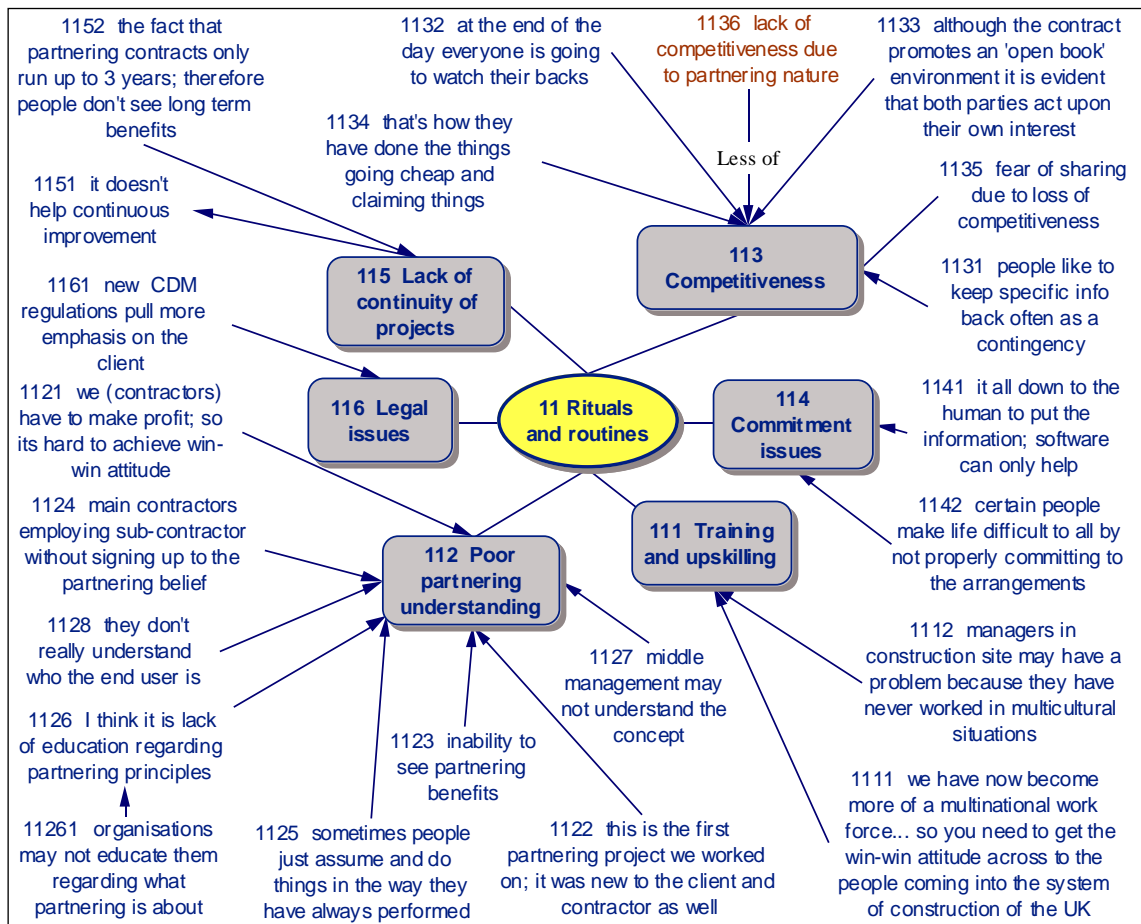 1152 the fact that
partnering contracts only
run up to 3 years; therefore
people don't see long term
benefits
1132 at the end of the
day everyone is going
to watch their backs
1136 lack of
competitiveness due
to partnering nature
1133 although the contract
promotes an 'open book'
environment it is evident
that both parties act upon
their own interest
1134 that's how they
have done the things
going cheap and
claiming things
Less of
1151 it doesn't
help continuous
improvement
1135 fear of sharing
due to loss of
competitiveness
113
Competitiveness
115 Lack of
continuity of
projects
1161 new CDM
regulations pull more
emphasis on the
client
1131 people like to
keep specific info
back often as a
contingency
1121 we (contractors)
have to make profit; so
its hard to achieve win-
win attitude
116 Legal
issues
11 Rituals
and routines
114
Commitment
issues
1141 it all down to the
human to put the
information; software
can only help
1124 main contractors
employing sub-contractor
without signing up to the
partnering belief
112 Poor
partnering
understanding
111 Training
and upskilling
1142 certain people
make life difficult to all by
not properly committing to
the arrangements
1128 they don't
really understand
who the end user is
1127 middle
management may
not understand the
concept
1112 managers in
construction site may have a
problem because they have
never worked in multicultural
situations
1126 I think it is lack
of education regarding
partnering principles
1123 inability to
see partnering
benefits
11261 organisations
may not educate them
regarding what
partnering is about
1125 sometimes people
just assume and do
things in the way they
have always performed
1122 this is the first
partnering project we worked
on; it was new to the client and
contractor as well
1111 we have now become
more of a multinational work
force... so you need to get the
win-win attitude across to the
people coming into the system
of construction of the UK